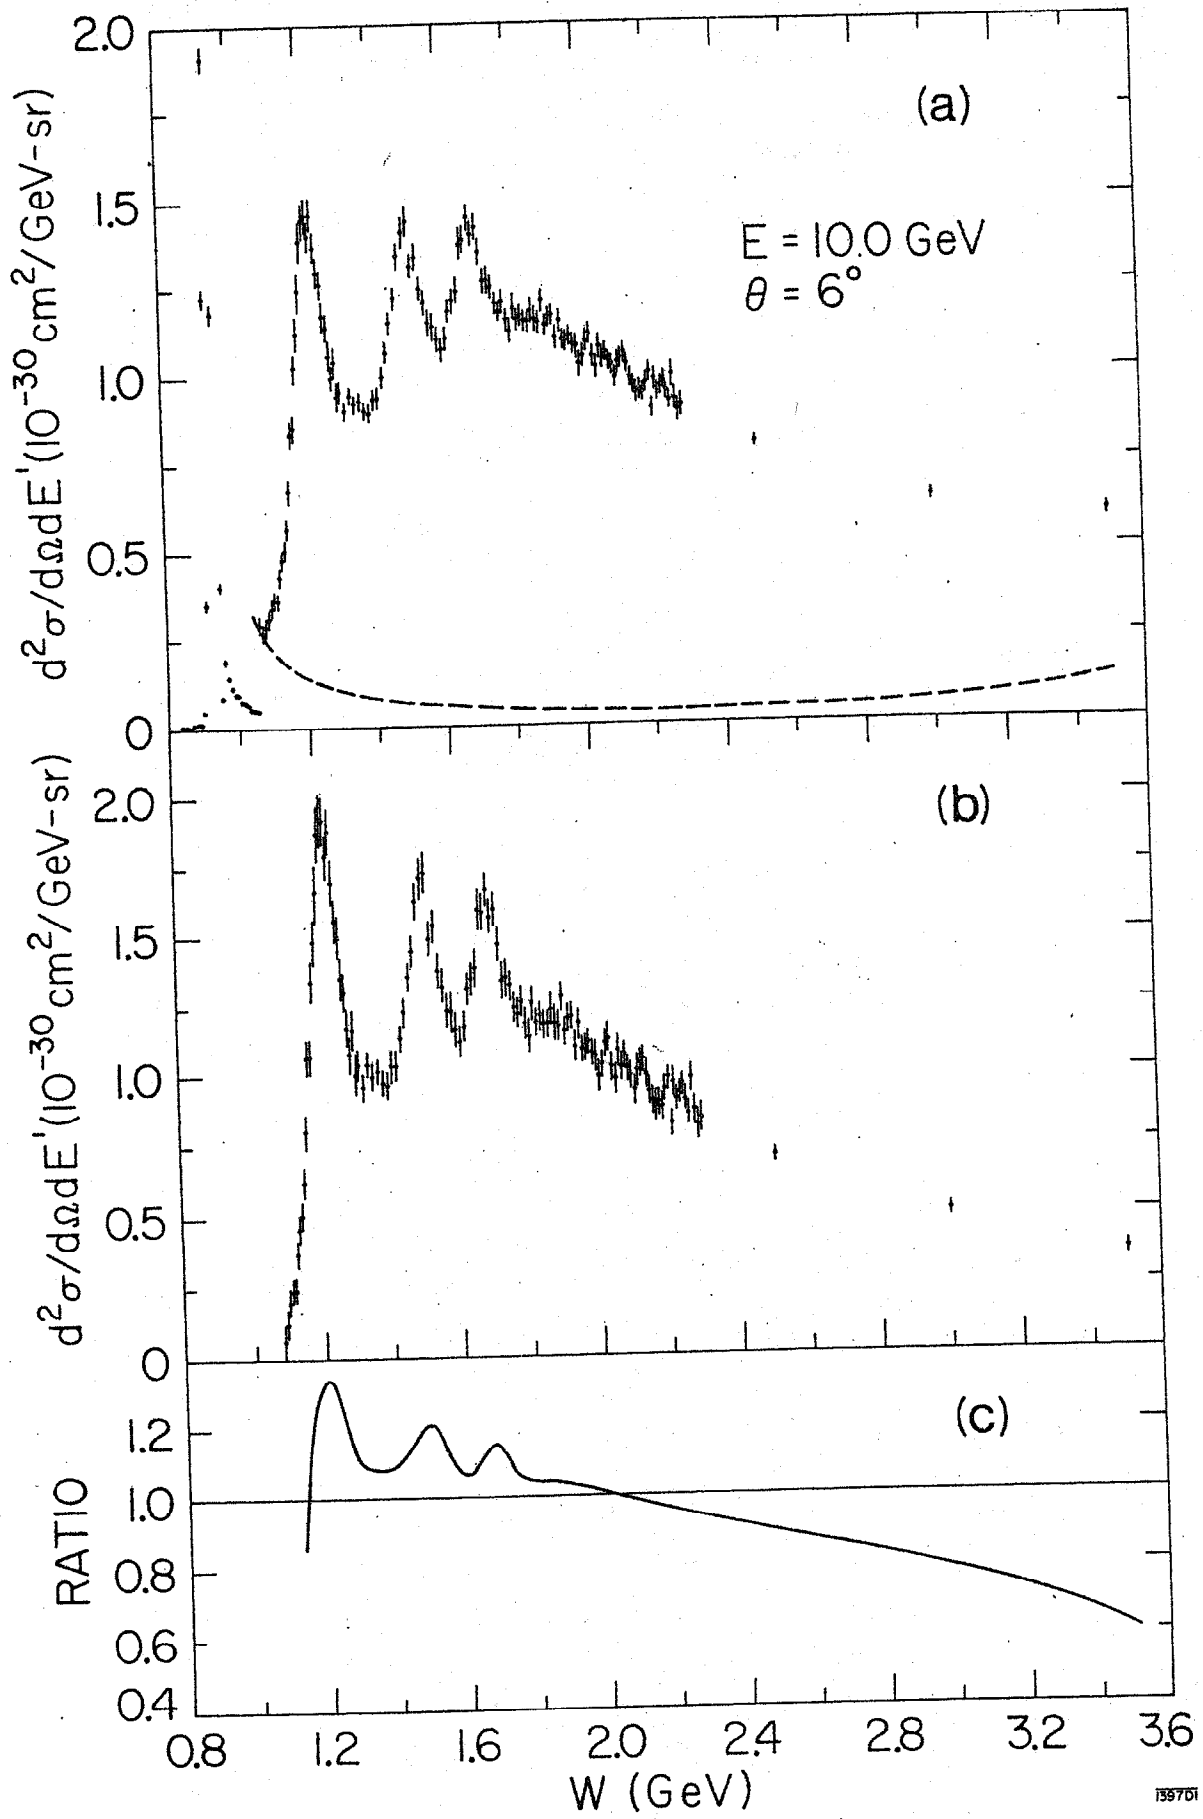 2.0
(a)
d²σ/dΩdE'(10⁻³⁰cm²/GeV-sr)
1.5
E = 10.0 GeV
θ = 6°
1.0
0.5
0
2.0
(b)
d²σ/dΩdE'(10⁻³⁰cm²/GeV-sr)
1.5
1.0
0.5
0
(c)
1.2
RATIO
1.0
0.8
0.6
0.4
0.8 1.2 1.6 2.0 2.4 2.8 3.2 3.6
W (GeV)
1397D1